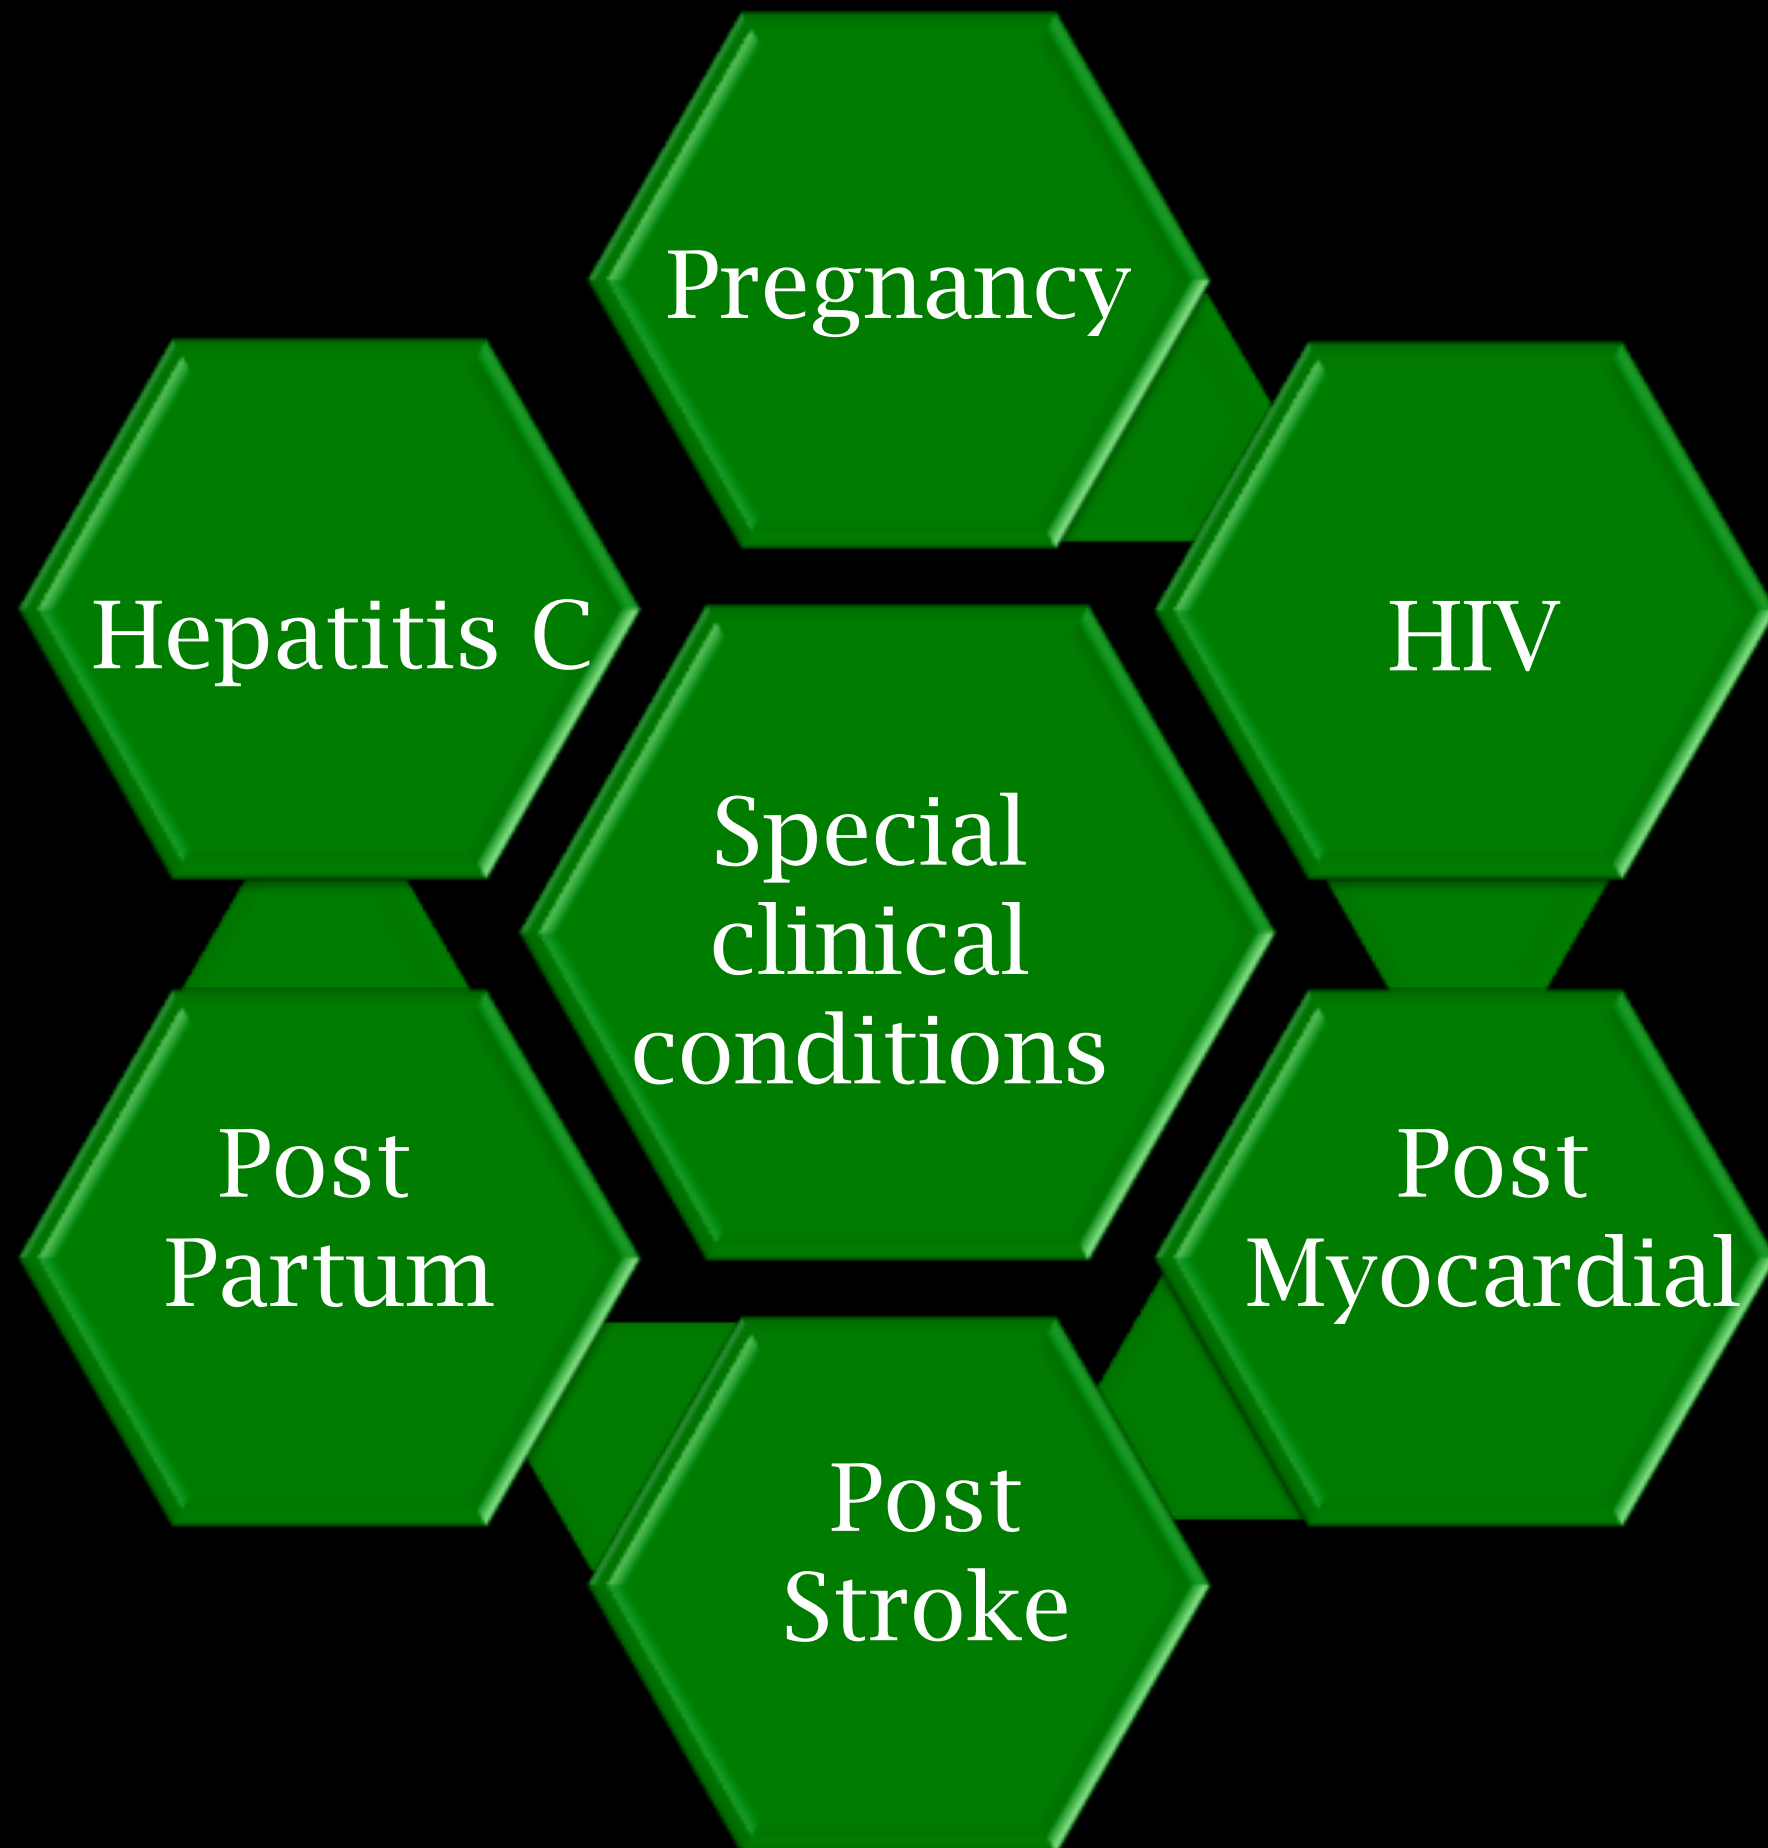 Pregnancy
Hepatitis C
HIV
Special
clinical
conditions
Post
Partum
Post
Myocardial
Post
Stroke